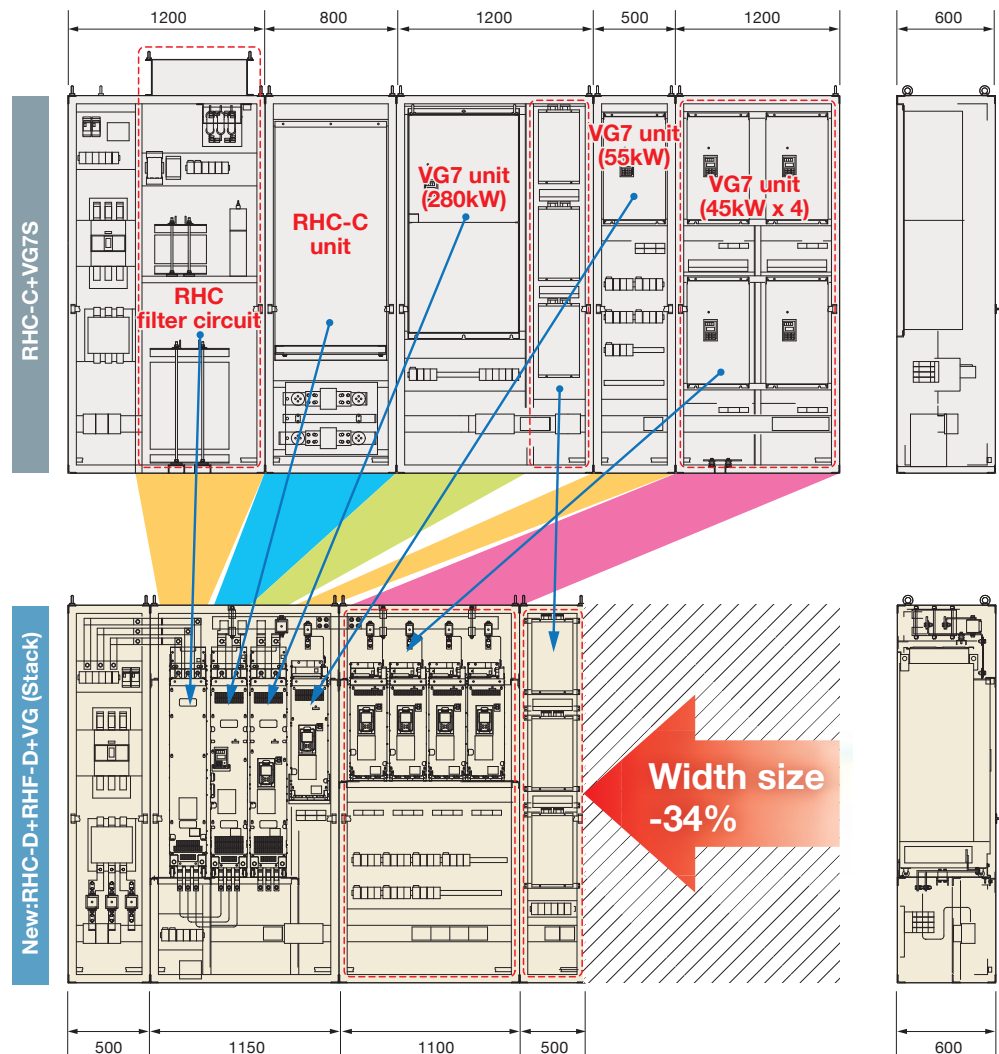 1200
800
1200
500
1200
600
RHC-C+VG7S
RHC
filter circuit
RHC-C
unit
VG7 unit
(280kW)
VG7 unit
(55kW)
VG7 unit
(45kW x 4)
New:RHC-D+RHF-D+VG (Stack)
Width size
-34%
500
1150
1100
500
600